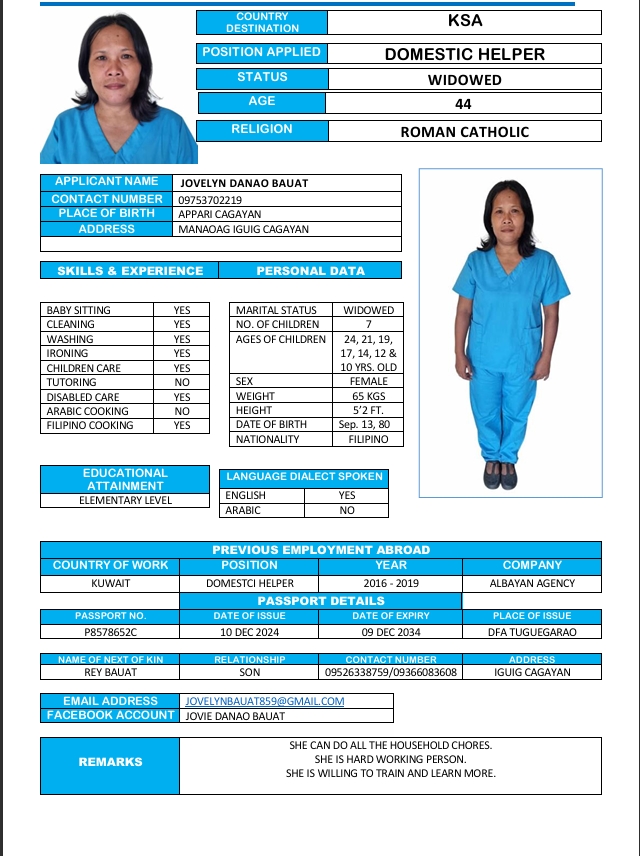 COUNTRY DESTINATION KSA
POSITION APPLIED DOMESTIC HELPER
STATUS WIDOWED
AGE 44
RELIGION ROMAN CATHOLIC
APPLICANT NAME JOVELYN DANAO BAUAT
CONTACT NUMBER 09753702219
PLACE OF BIRTH APPARI CAGAYAN
ADDRESS MANAOAG IGUIG CAGAYAN
SKILLS & EXPERIENCE PERSONAL DATA
BABY SITTING YES
CLEANING YES
WASHING YES
IRONING YES
CHILDREN CARE YES
TUTORING NO
DISABLED CARE YES
ARABIC COOKING NO
FILIPINO COOKING YES
MARITAL STATUS WIDOWED
NO. OF CHILDREN 7
AGES OF CHILDREN 24, 21, 19,
17, 14, 12 &
10 YRS. OLD
SEX FEMALE
WEIGHT 65 KGS
HEIGHT 5'2 FT.
DATE OF BIRTH Sep. 13, 80
NATIONALITY FILIPINO
EDUCATIONAL
ATTAINMENT
ELEMENTARY LEVEL
LANGUAGE DIALECT SPOKEN
ENGLISH YES
ARABIC NO
PREVIOUS EMPLOYMENT ABROAD
COUNTRY OF WORK POSITION YEAR COMPANY
KUWAIT DOMESTCI HELPER 2016 - 2019 ALBAYAN AGENCY
PASSPORT DETAILS
PASSPORT NO. DATE OF ISSUE DATE OF EXPIRY PLACE OF ISSUE
P8578652C 10 DEC 2024 09 DEC 2034 DFA TUGUEGARAO
NAME OF NEXT OF KIN RELATIONSHIP CONTACT NUMBER ADDRESS
REY BAUAT SON 09526338759/09366083608 IGUIG CAGAYAN
EMAIL ADDRESS JOVELYNBAUAT859@GMAIL.COM
FACEBOOK ACCOUNT JOVIE DANAO BAUAT
REMARKS
SHE CAN DO ALL THE HOUSEHOLD CHORES.
SHE IS HARD WORKING PERSON.
SHE IS WILLING TO TRAIN AND LEARN MORE.